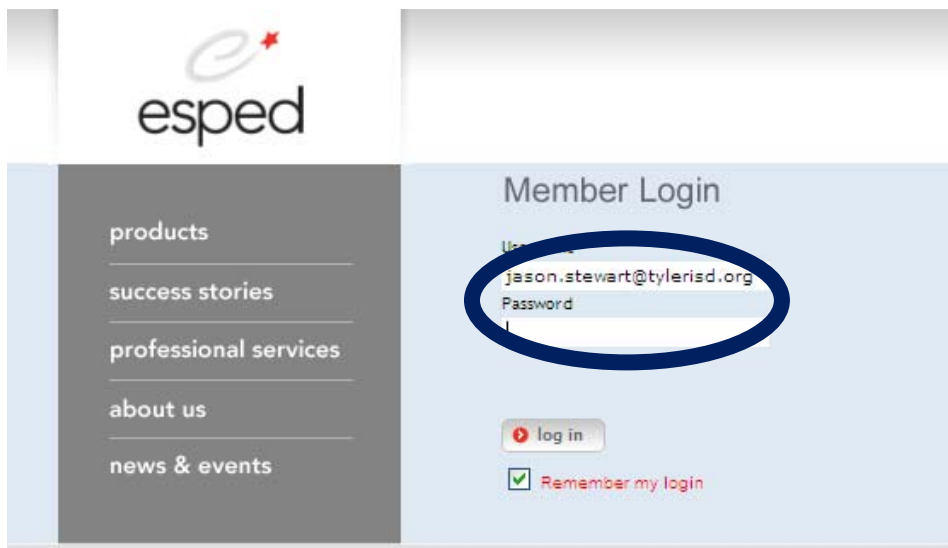 esped
products
success stories
professional services
about us
news & events
Member Login
jason.stewart@tylerisd.org
Password
log in
Remember my login